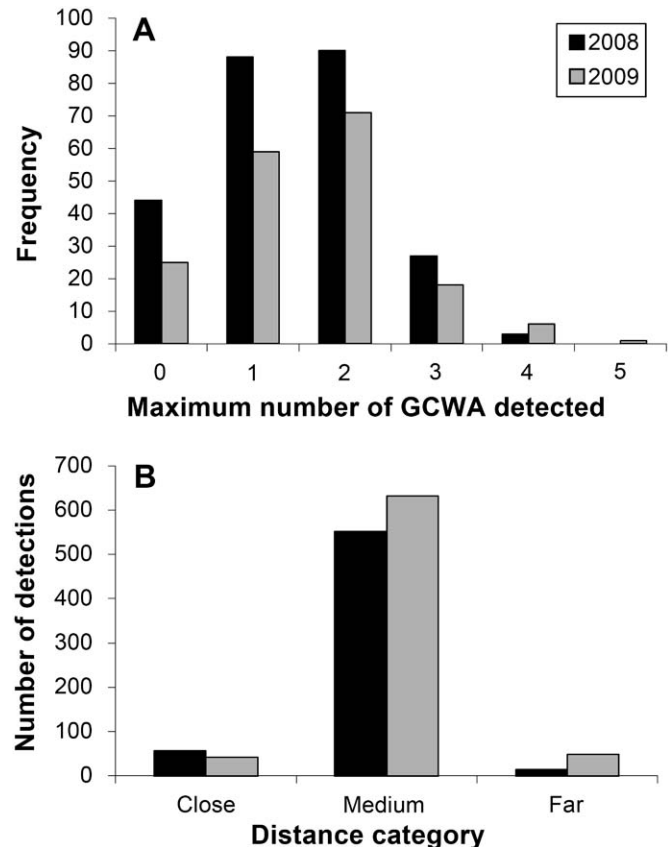 A
2008
2009
Frequency
100
90
80
70
60
50
40
30
20
10
0
0 1 2 3 4 5
Maximum number of GCWA detected
B
Number of detections
700
600
500
400
300
200
100
0
Close Medium Far
Distance category